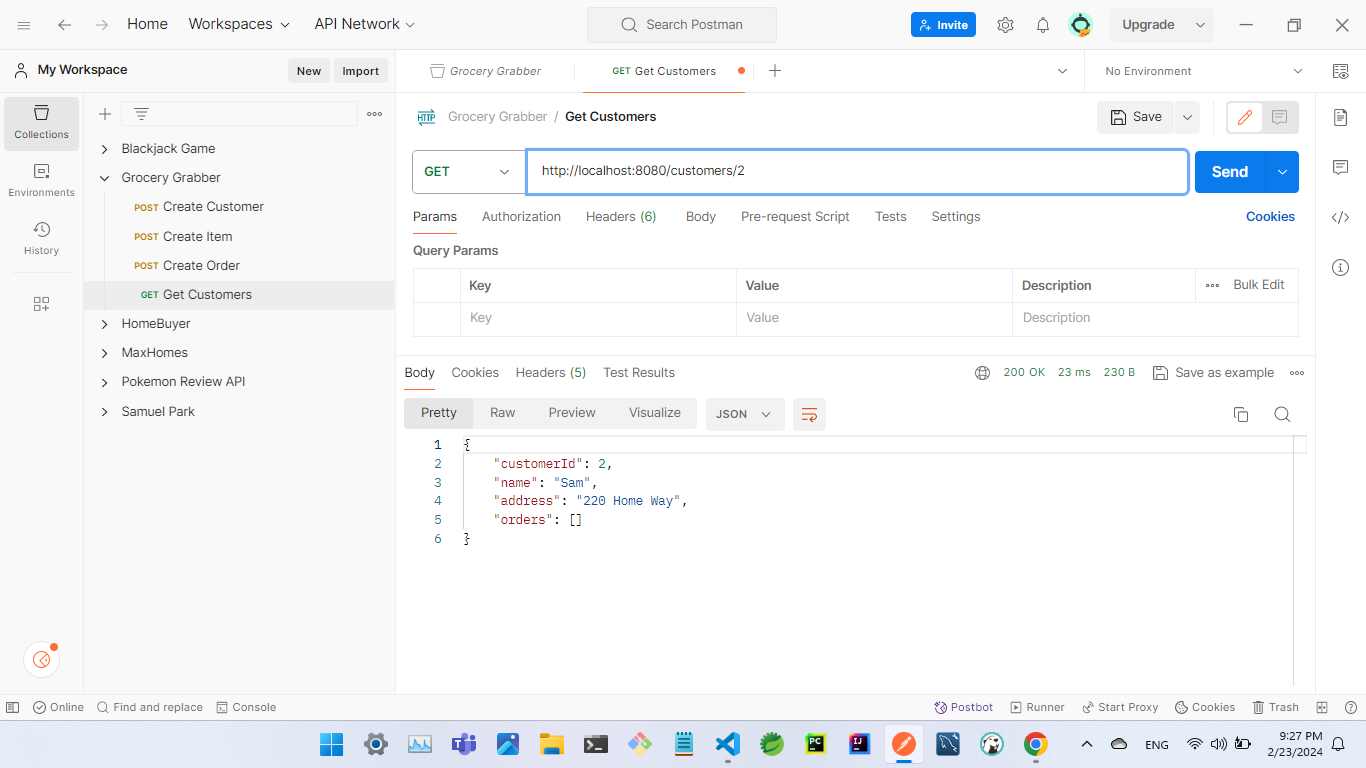 Home Workspaces API Network Search Postman Invite Upgrade
My Workspace New Import Grocery Grabber GET Get Customers No Environment
Collections
Environments
History
Blackjack Game
Grocery Grabber
POST Create Customer
POST Create Item
POST Create Order
GET Get Customers
HomeBuyer
MaxHomes
Pokemon Review API
Samuel Park
HTTP Grocery Grabber / Get Customers Save
GET http://localhost:8080/customers/2 Send
Params Authorization Headers (6) Body Pre-request Script Tests Settings Cookies
Query Params
Key Value Description Bulk Edit
Key Value Description
Body Cookies Headers (5) Test Results 200 OK 23 ms 230 B Save as example
Pretty Raw Preview Visualize JSON
1 {
2 "customerId": 2,
3 "name": "Sam",
4 "address": "220 Home Way",
5 "orders": []
6 }
Online Find and replace Console Postbot Runner Start Proxy Cookies Trash
PC IJ ENG 9:27 PM
2/23/2024